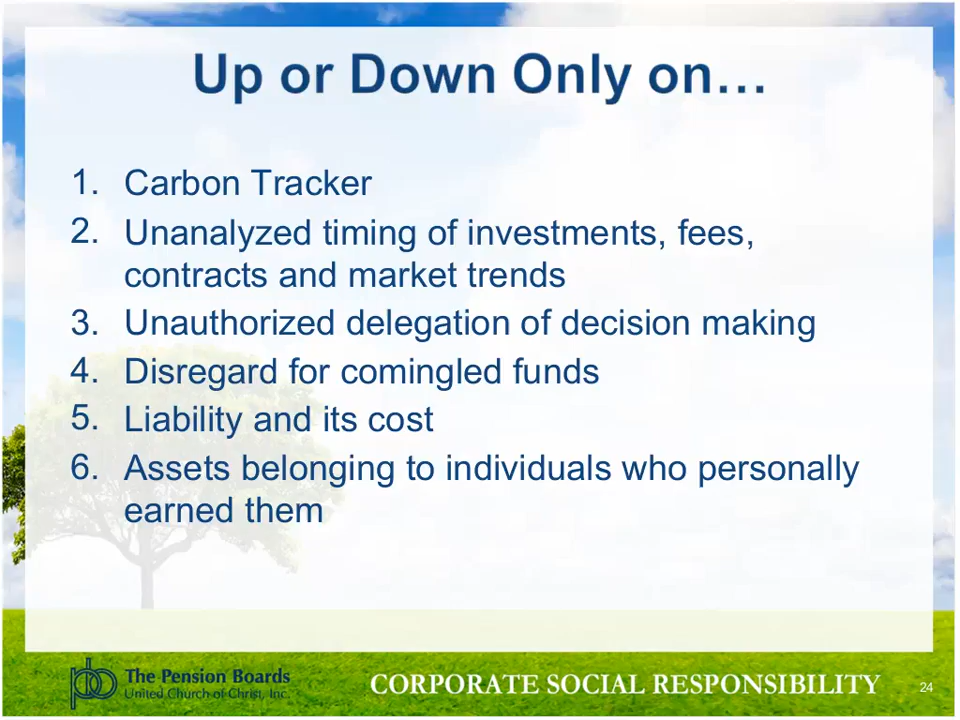 Up or Down Only on…
1. Carbon Tracker
2. Unanalyzed timing of investments, fees,
contracts and market trends
3. Unauthorized delegation of decision making
4. Disregard for comingled funds
5. Liability and its cost
6. Assets belonging to individuals who personally
earned them
pb
The Pension Boards
United Church of Christ, Inc.
CORPORATE SOCIAL RESPONSIBILITY
24